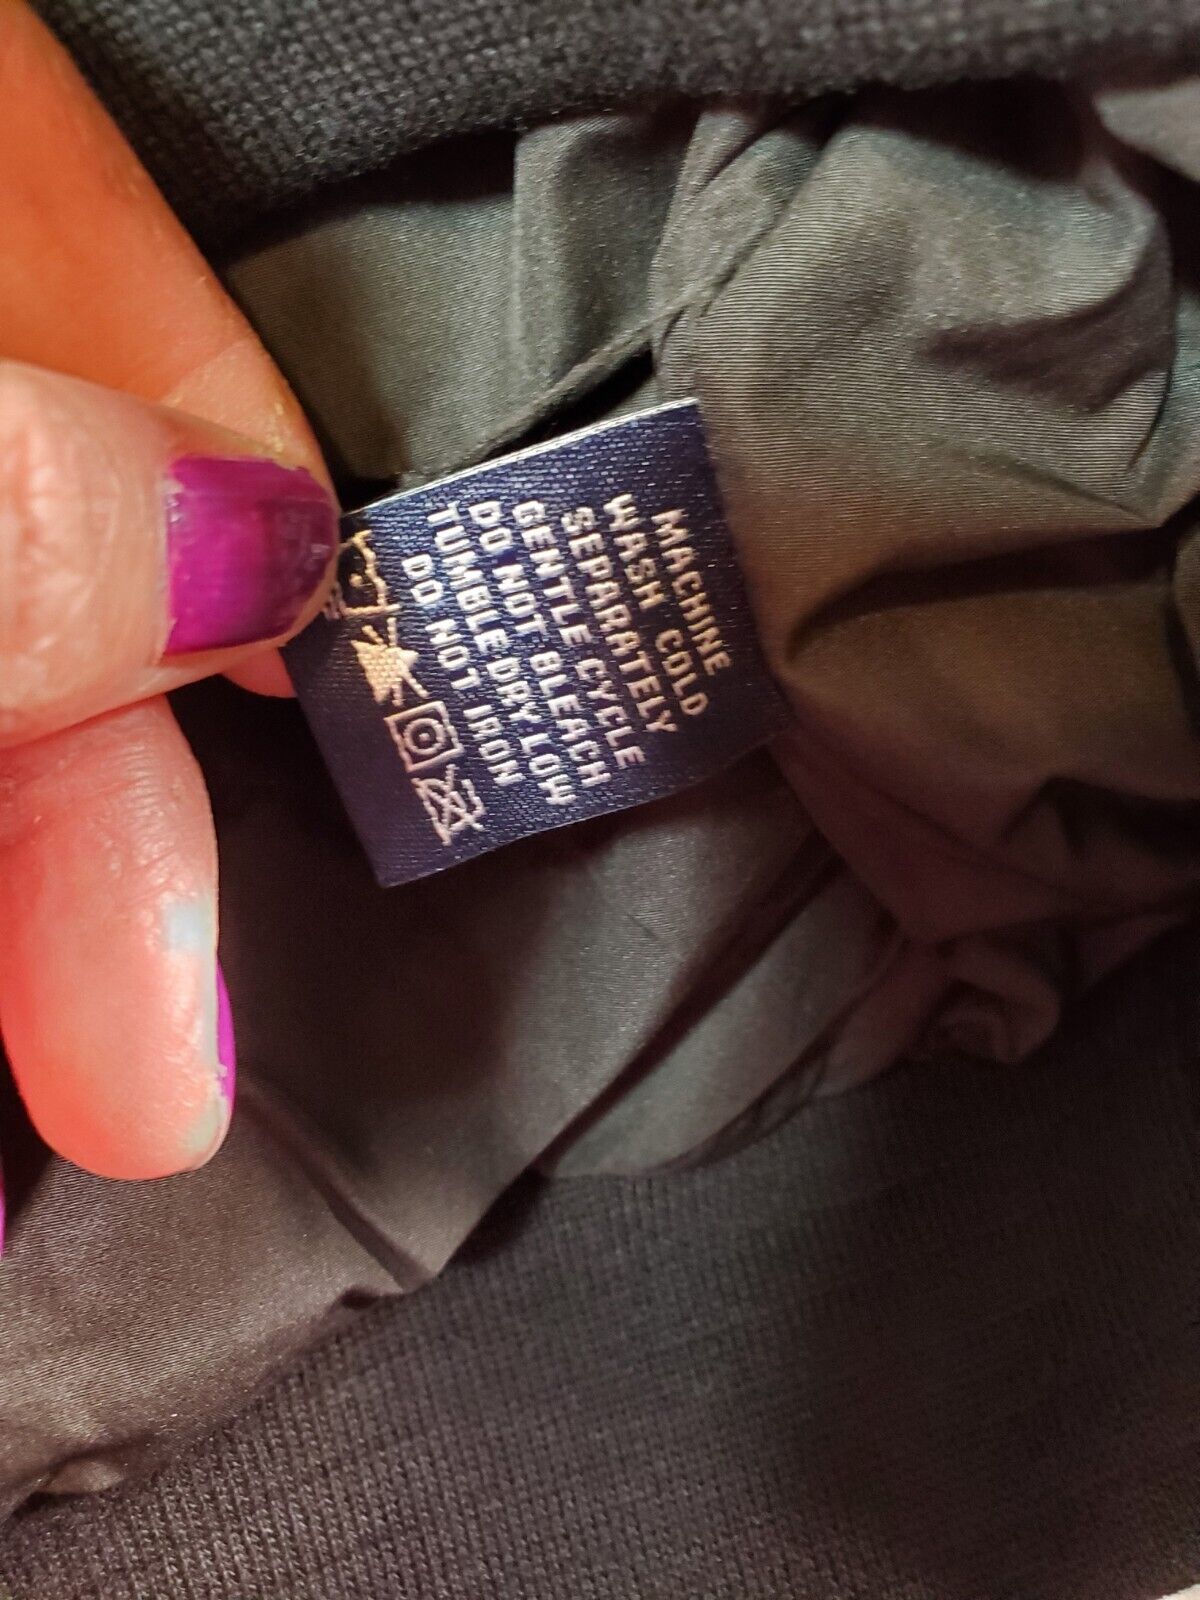 MACHINE
WASH COLD
SEPARATELY
GENTLE CYCLE
DO NOT BLEACH
TUMBLE DRY LOW
DO NOT IRON